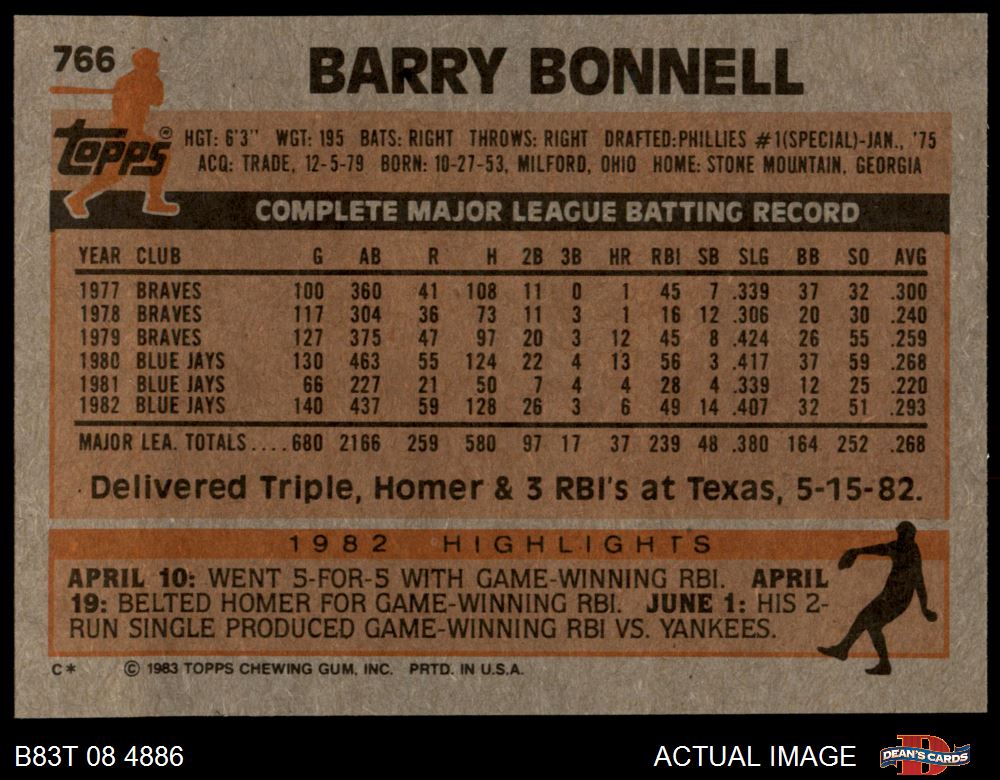 766
BARRY BONNELL
Topps®
HGT: 6'3" WGT: 195 BATS: RIGHT THROWS: RIGHT DRAFTED:PHILLIES #1(SPECIAL)-JAN., '75
ACQ: TRADE, 12-5-79 BORN: 10-27-53, MILFORD, OHIO HOME: STONE MOUNTAIN, GEORGIA
COMPLETE MAJOR LEAGUE BATTING RECORD
YEAR CLUB G AB R H 2B 3B HR RBI SB SLG BB SO AVG
1977 BRAVES 100 360 41 108 11 0 1 45 7 .339 37 32 .300
1978 BRAVES 117 304 36 73 11 3 1 16 12 .306 20 30 .240
1979 BRAVES 127 375 47 97 20 3 12 45 8 .424 26 55 .259
1980 BLUE JAYS 130 463 55 124 22 4 13 56 3 .417 37 59 .268
1981 BLUE JAYS 66 227 21 50 7 4 4 28 4 .339 12 25 .220
1982 BLUE JAYS 140 437 59 128 26 3 6 49 14 .407 32 51 .293
MAJOR LEA. TOTALS....680 2166 259 580 97 17 37 239 48 .380 164 252 .268
Delivered Triple, Homer & 3 RBI's at Texas, 5-15-82.
1982 HIGHLIGHTS
APRIL 10: WENT 5-FOR-5 WITH GAME-WINNING RBI. APRIL
19: BELTED HOMER FOR GAME-WINNING RBI. JUNE 1: HIS 2-
RUN SINGLE PRODUCED GAME-WINNING RBI VS. YANKEES.
C* © 1983 TOPPS CHEWING GUM, INC. PRTD. IN U.S.A.
B83T 08 4886
ACTUAL IMAGE
D
DEAN'S CARDS